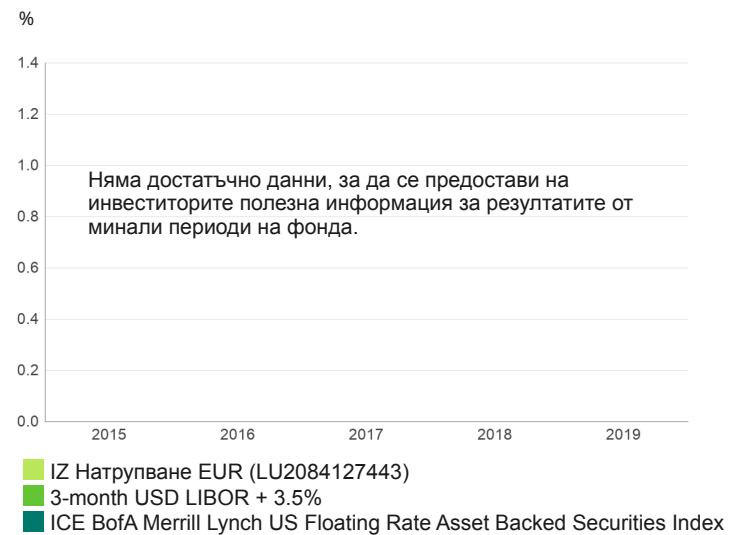 %
1.4
1.2
1.0
Няма достатъчно данни, за да се предостави на
инвеститорите полезна информация за резултатите от
минали периоди на фонда.
0.8
0.6
0.4
0.2
0.0
2015 2016 2017 2018 2019
IZ Натрупване EUR (LU2084127443)
3-month USD LIBOR + 3.5%
ICE BofA Merrill Lynch US Floating Rate Asset Backed Securities Index